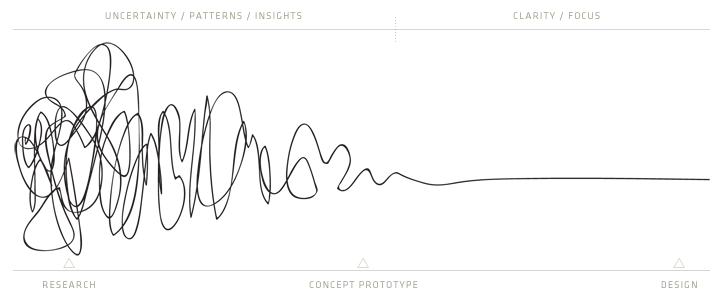 UNCERTAINTY / PATTERNS / INSIGHTS
CLARITY / FOCUS
RESEARCH
CONCEPT PROTOTYPE
DESIGN